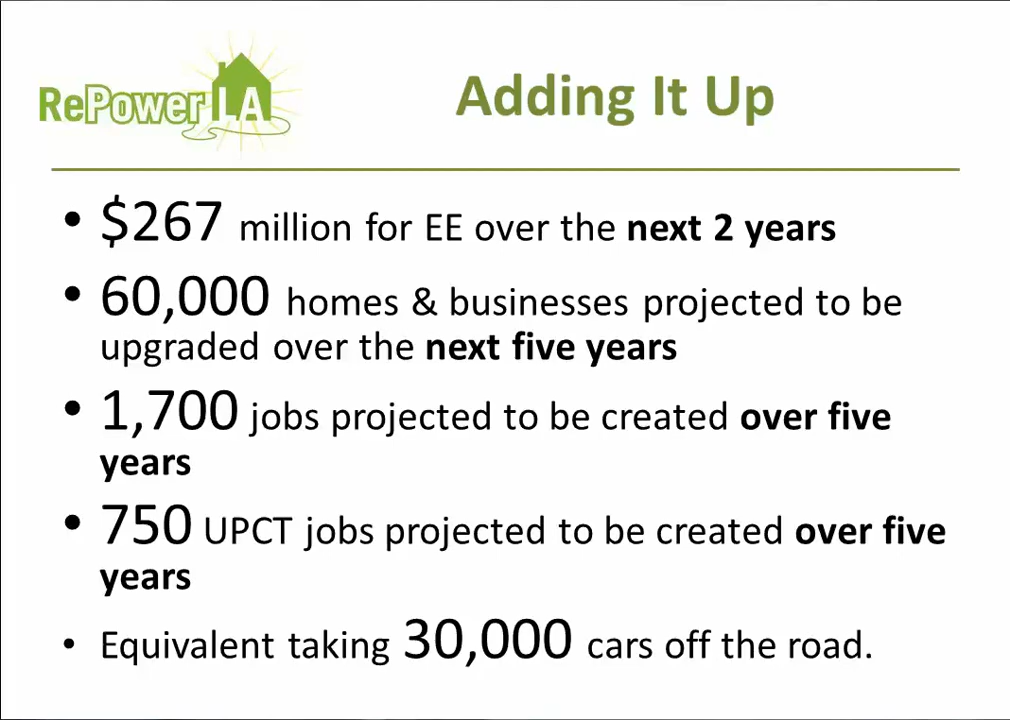 RePower LA
Adding It Up
• $267 million for EE over the next 2 years
• 60,000 homes & businesses projected to be
upgraded over the next five years
• 1,700 jobs projected to be created over five
years
• 750 UPCT jobs projected to be created over five
years
• Equivalent taking 30,000 cars off the road.